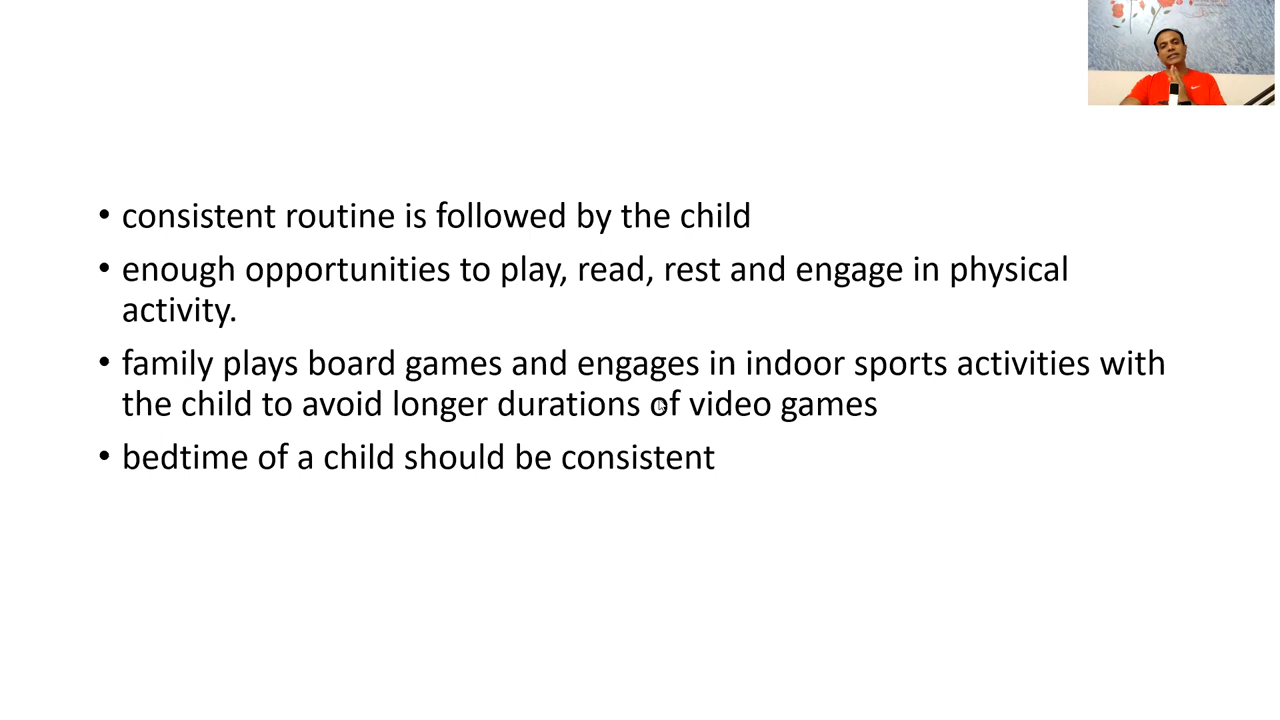 • consistent routine is followed by the child
• enough opportunities to play, read, rest and engage in physical
activity.
• family plays board games and engages in indoor sports activities with
the child to avoid longer durations of video games
• bedtime of a child should be consistent